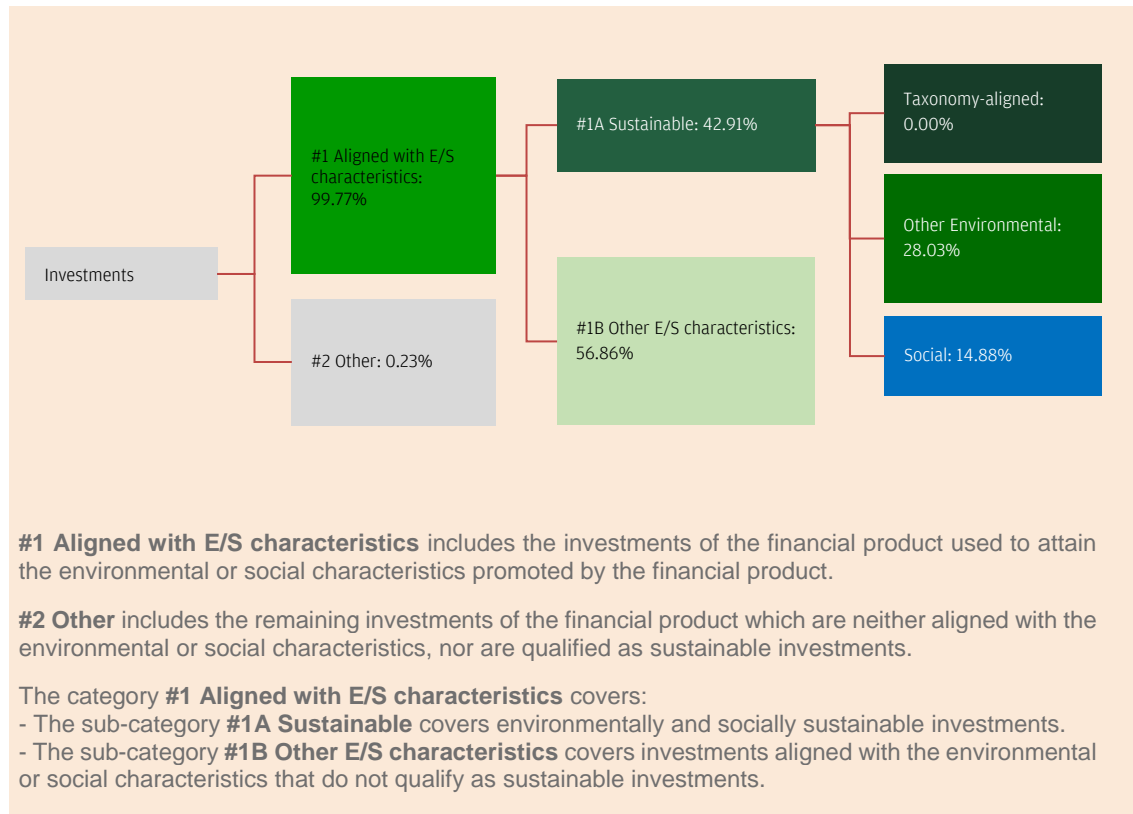 Investments
#1 Aligned with E/S
characteristics:
99.77%
#2 Other: 0.23%
#1A Sustainable: 42.91%
#1B Other E/S characteristics:
56.86%
Taxonomy-aligned:
0.00%
Other Environmental:
28.03%
Social: 14.88%
#1 Aligned with E/S characteristics includes the investments of the financial product used to attain
the environmental or social characteristics promoted by the financial product.
#2 Other includes the remaining investments of the financial product which are neither aligned with the
environmental or social characteristics, nor are qualified as sustainable investments.
The category #1 Aligned with E/S characteristics covers:
- The sub-category #1A Sustainable covers environmentally and socially sustainable investments.
- The sub-category #1B Other E/S characteristics covers investments aligned with the environmental
or social characteristics that do not qualify as sustainable investments.